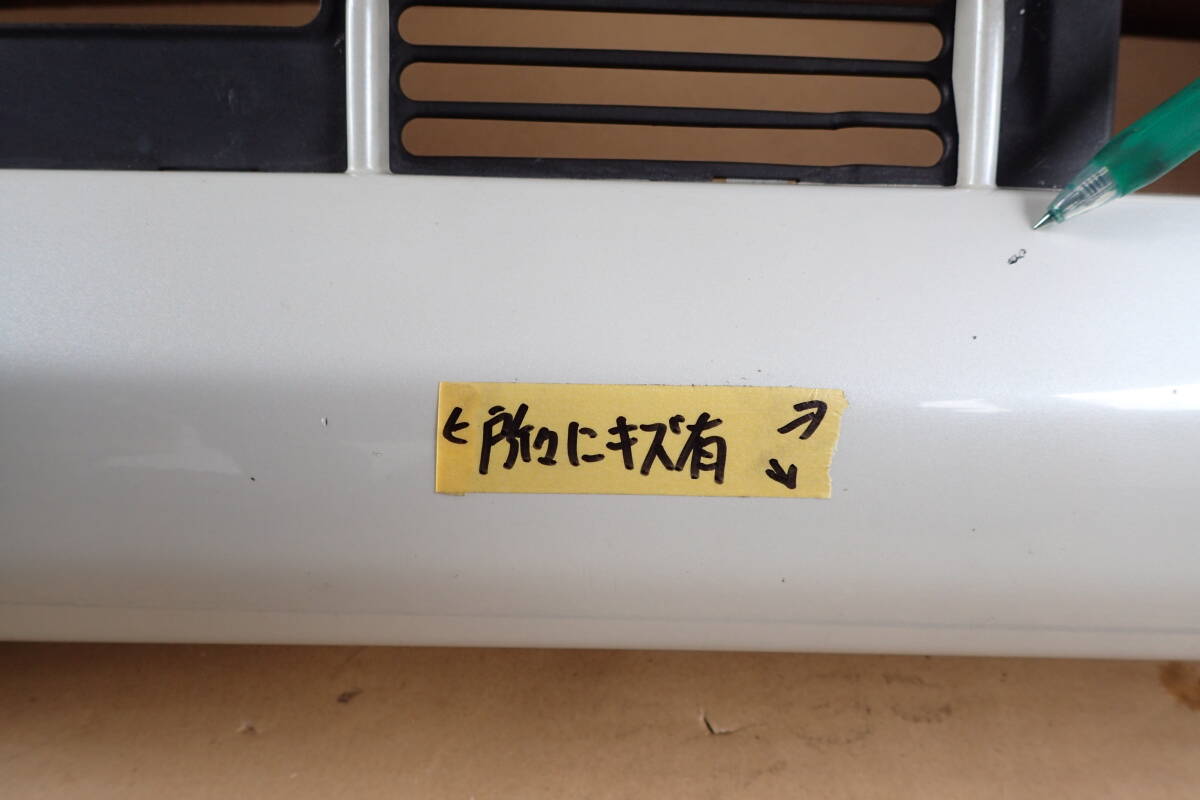 ← 所々にキズ有 ↗ ↘